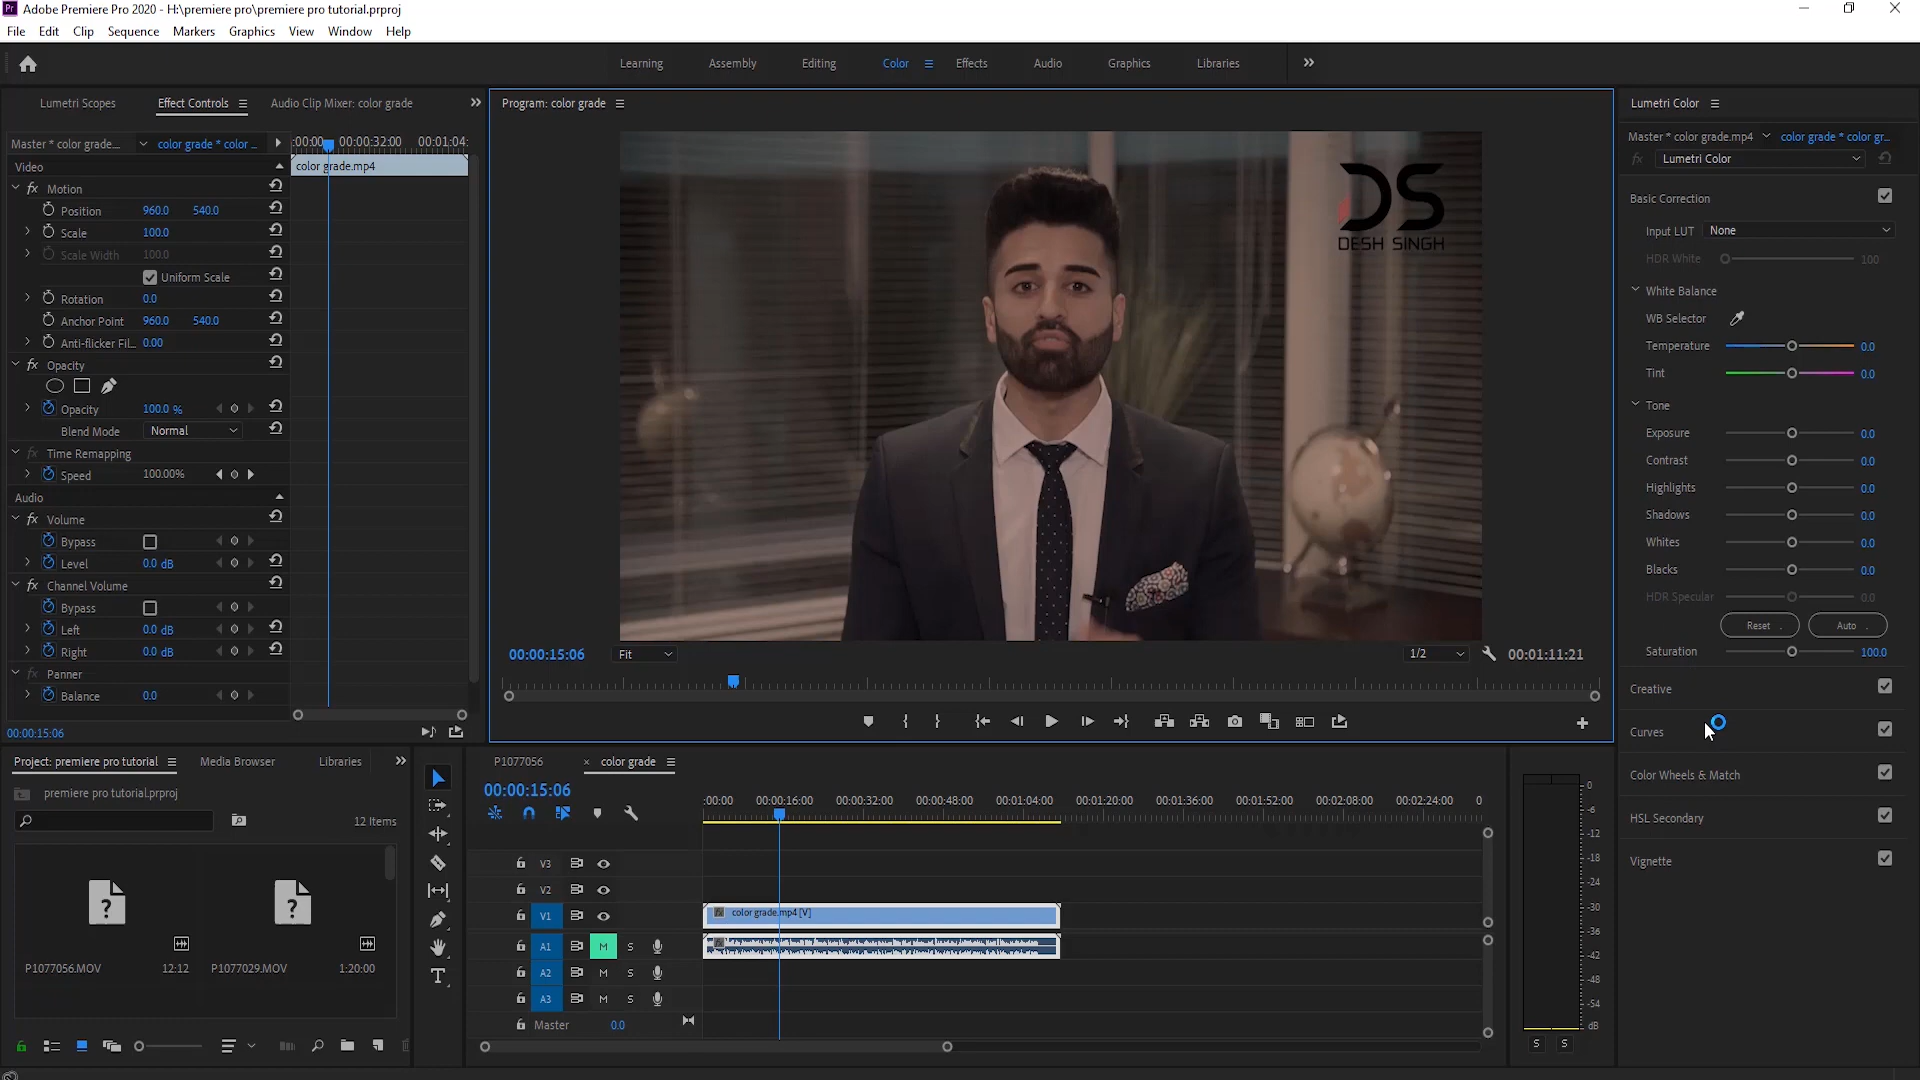 Adobe Premiere Pro 2020 - H:\premiere pro\premiere pro tutorial.prproj
File Edit Clip Sequence Markers Graphics View Window Help
Learning Assembly Editing Color Effects Audio Graphics Libraries
Lumetri Scopes Effect Controls Audio Clip Mixer: color grade
Master * color grade... color grade * color ...
:00:00 00:00:32:00 00:01:04:
Video
color grade.mp4
Motion
Position 960.0 540.0
Scale 100.0
Scale Width 100.0
Uniform Scale
Rotation 0.0
Anchor Point 960.0 540.0
Anti-flicker Fil... 0.00
Opacity
Opacity 100.0 %
Blend Mode Normal
Time Remapping
Speed 100.00%
Audio
Volume
Bypass
Level 0.0 dB
Channel Volume
Bypass
Left 0.0 dB
Right 0.0 dB
Panner
Balance 0.0
00:00:15:06
Program: color grade
DS
DESH SINGH
00:00:15:06 Fit 1/2 00:01:11:21
Lumetri Color
Master * color grade.mp4 color grade * color gr...
fx Lumetri Color
Basic Correction
Input LUT None
HDR White 100
White Balance
WB Selector
Temperature 0.0
Tint 0.0
Tone
Exposure 0.0
Contrast 0.0
Highlights 0.0
Shadows 0.0
Whites 0.0
Blacks 0.0
HDR Specular 0.0
Reset Auto
Saturation 100.0
Creative
Curves
Color Wheels & Match
HSL Secondary
Vignette
Project: premiere pro tutorial Media Browser Libraries
premiere pro tutorial.prproj
12 Items
P1077056.MOV 12:12 P1077029.MOV 1:20:00
P1077056 × color grade
00:00:15:06
:00:00 00:00:16:00 00:00:32:00 00:00:48:00 00:01:04:00 00:01:20:00 00:01:36:00 00:01:52:00 00:02:08:00 00:02:24:00 0
V3
V2
V1 color grade.mp4 [V]
A1 M S
A2 M S
A3 M S
Master 0.0
0
-6
-12
-18
-24
-30
-36
-42
-48
-54
dB
S S